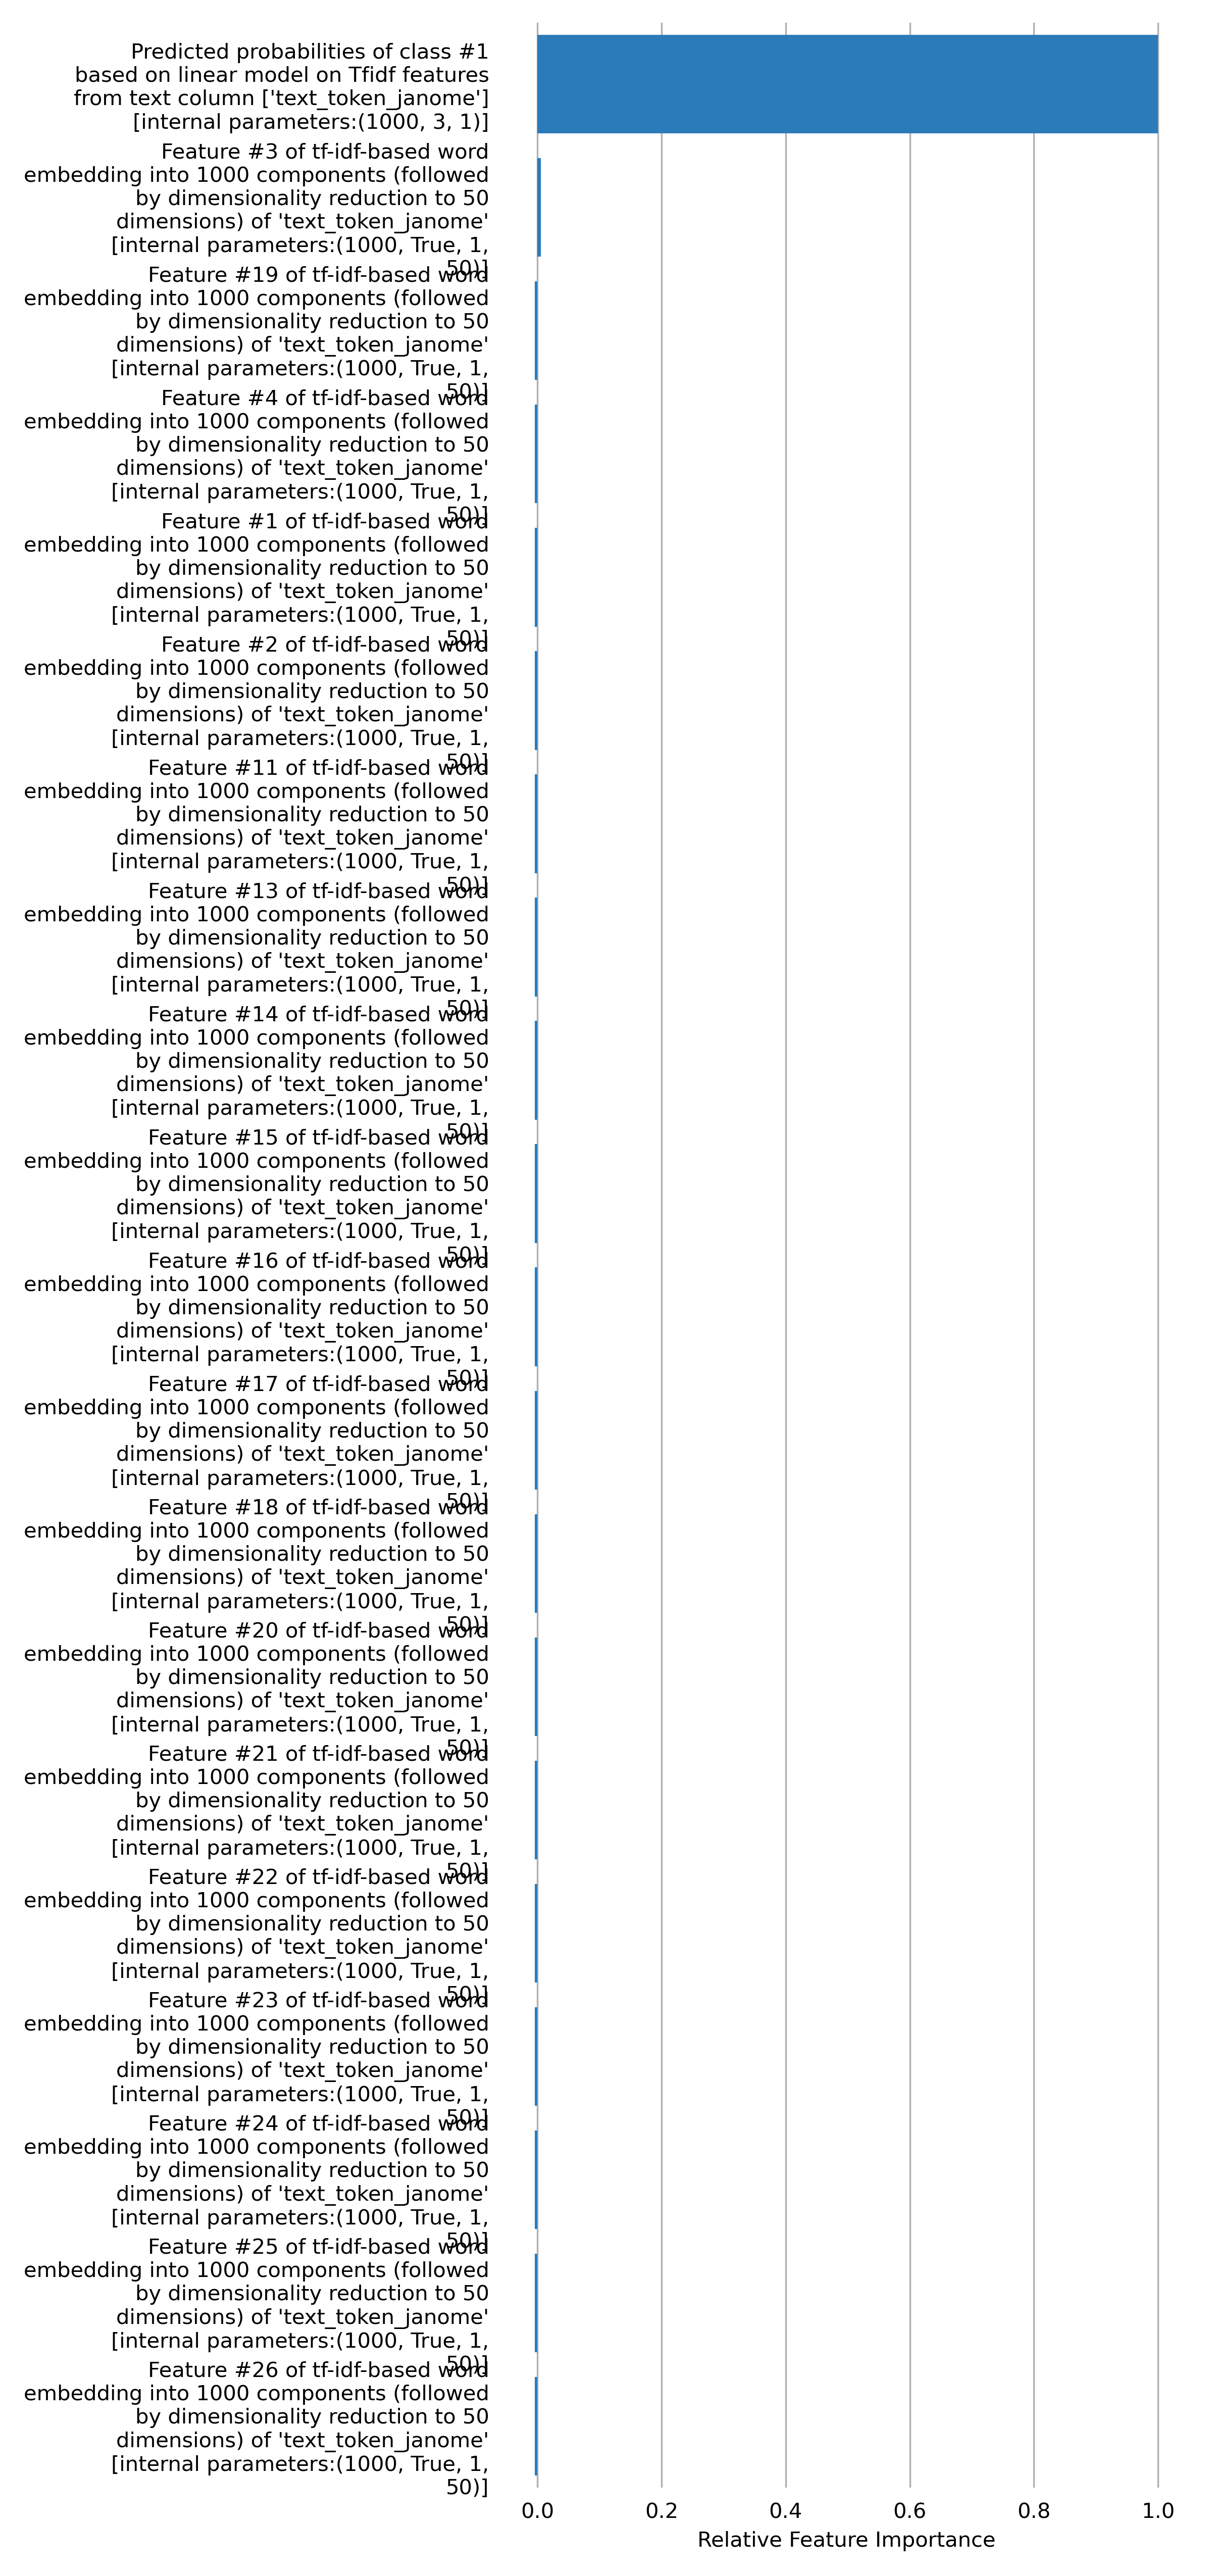 Predicted probabilities of class #1
based on linear model on Tfidf features
from text column ['text_token_janome']
[internal parameters:(1000, 3, 1)]
Feature #3 of tf-idf-based word
embedding into 1000 components (followed
by dimensionality reduction to 50
dimensions) of 'text_token_janome'
[internal parameters:(1000, True, 1,
50)]
Feature #19 of tf-idf-based word
embedding into 1000 components (followed
by dimensionality reduction to 50
dimensions) of 'text_token_janome'
[internal parameters:(1000, True, 1,
50)]
Feature #4 of tf-idf-based word
embedding into 1000 components (followed
by dimensionality reduction to 50
dimensions) of 'text_token_janome'
[internal parameters:(1000, True, 1,
50)]
Feature #1 of tf-idf-based word
embedding into 1000 components (followed
by dimensionality reduction to 50
dimensions) of 'text_token_janome'
[internal parameters:(1000, True, 1,
50)]
Feature #2 of tf-idf-based word
embedding into 1000 components (followed
by dimensionality reduction to 50
dimensions) of 'text_token_janome'
[internal parameters:(1000, True, 1,
50)]
Feature #11 of tf-idf-based word
embedding into 1000 components (followed
by dimensionality reduction to 50
dimensions) of 'text_token_janome'
[internal parameters:(1000, True, 1,
50)]
Feature #13 of tf-idf-based word
embedding into 1000 components (followed
by dimensionality reduction to 50
dimensions) of 'text_token_janome'
[internal parameters:(1000, True, 1,
50)]
Feature #14 of tf-idf-based word
embedding into 1000 components (followed
by dimensionality reduction to 50
dimensions) of 'text_token_janome'
[internal parameters:(1000, True, 1,
50)]
Feature #15 of tf-idf-based word
embedding into 1000 components (followed
by dimensionality reduction to 50
dimensions) of 'text_token_janome'
[internal parameters:(1000, True, 1,
50)]
Feature #16 of tf-idf-based word
embedding into 1000 components (followed
by dimensionality reduction to 50
dimensions) of 'text_token_janome'
[internal parameters:(1000, True, 1,
50)]
Feature #17 of tf-idf-based word
embedding into 1000 components (followed
by dimensionality reduction to 50
dimensions) of 'text_token_janome'
[internal parameters:(1000, True, 1,
50)]
Feature #18 of tf-idf-based word
embedding into 1000 components (followed
by dimensionality reduction to 50
dimensions) of 'text_token_janome'
[internal parameters:(1000, True, 1,
50)]
Feature #20 of tf-idf-based word
embedding into 1000 components (followed
by dimensionality reduction to 50
dimensions) of 'text_token_janome'
[internal parameters:(1000, True, 1,
50)]
Feature #21 of tf-idf-based word
embedding into 1000 components (followed
by dimensionality reduction to 50
dimensions) of 'text_token_janome'
[internal parameters:(1000, True, 1,
50)]
Feature #22 of tf-idf-based word
embedding into 1000 components (followed
by dimensionality reduction to 50
dimensions) of 'text_token_janome'
[internal parameters:(1000, True, 1,
50)]
Feature #23 of tf-idf-based word
embedding into 1000 components (followed
by dimensionality reduction to 50
dimensions) of 'text_token_janome'
[internal parameters:(1000, True, 1,
50)]
Feature #24 of tf-idf-based word
embedding into 1000 components (followed
by dimensionality reduction to 50
dimensions) of 'text_token_janome'
[internal parameters:(1000, True, 1,
50)]
Feature #25 of tf-idf-based word
embedding into 1000 components (followed
by dimensionality reduction to 50
dimensions) of 'text_token_janome'
[internal parameters:(1000, True, 1,
50)]
Feature #26 of tf-idf-based word
embedding into 1000 components (followed
by dimensionality reduction to 50
dimensions) of 'text_token_janome'
[internal parameters:(1000, True, 1,
50)]
0.0 0.2 0.4 0.6 0.8 1.0
Relative Feature Importance